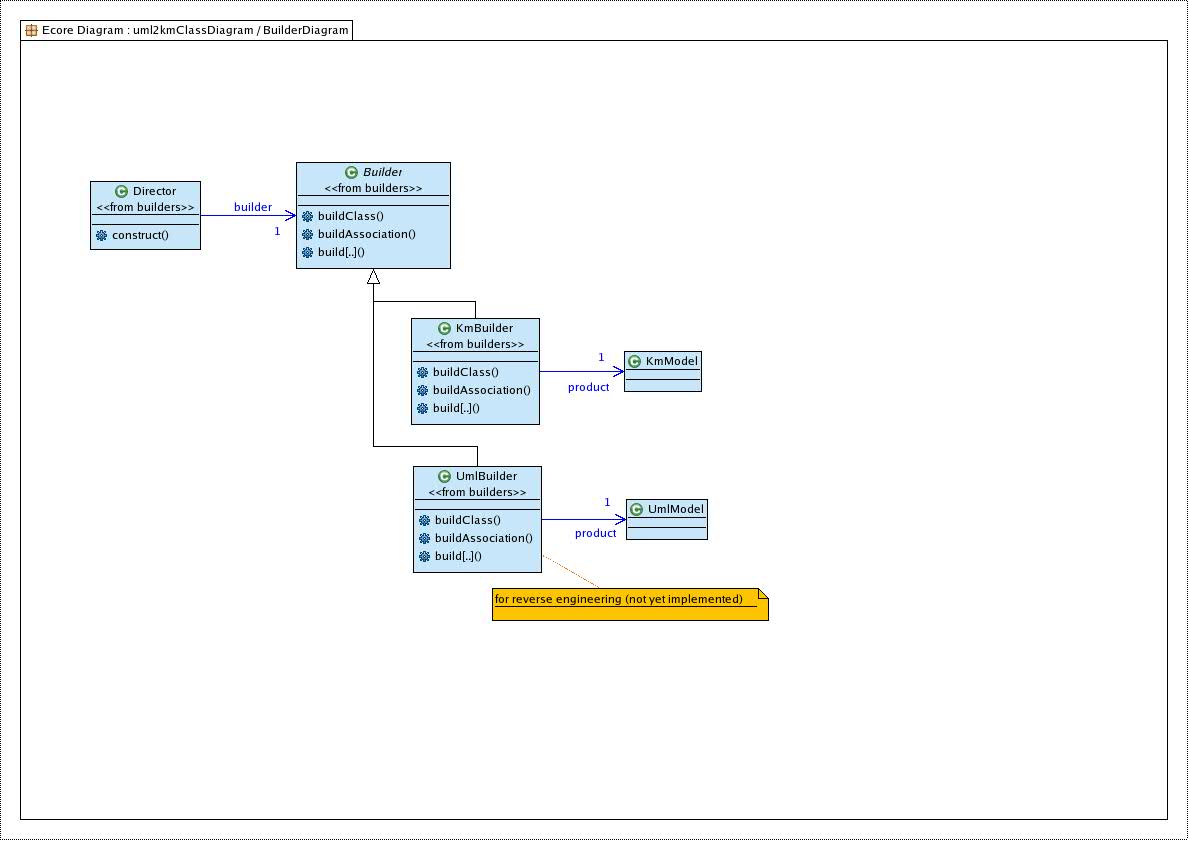 Ecore Diagram : uml2kmClassDiagram / BuilderDiagram
Director
<<from builders>>
construct()
builder
1
Builder
<<from builders>>
buildClass()
buildAssociation()
build[..]()
KmBuilder
<<from builders>>
buildClass()
buildAssociation()
build[..]()
1
product
KmModel
UmlBuilder
<<from builders>>
buildClass()
buildAssociation()
build[..]()
1
product
UmlModel
for reverse engineering (not yet implemented)